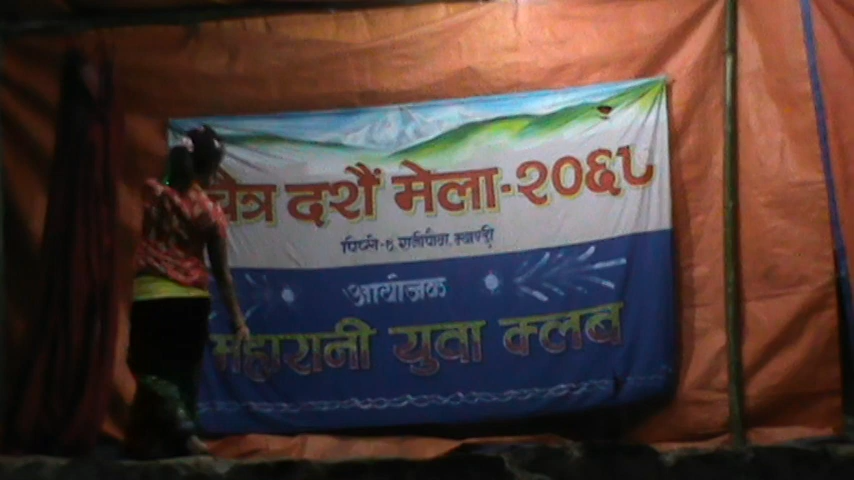 चैत्र दशैं मेला-२०६८
आयोजक
महारानी युवा क्लब